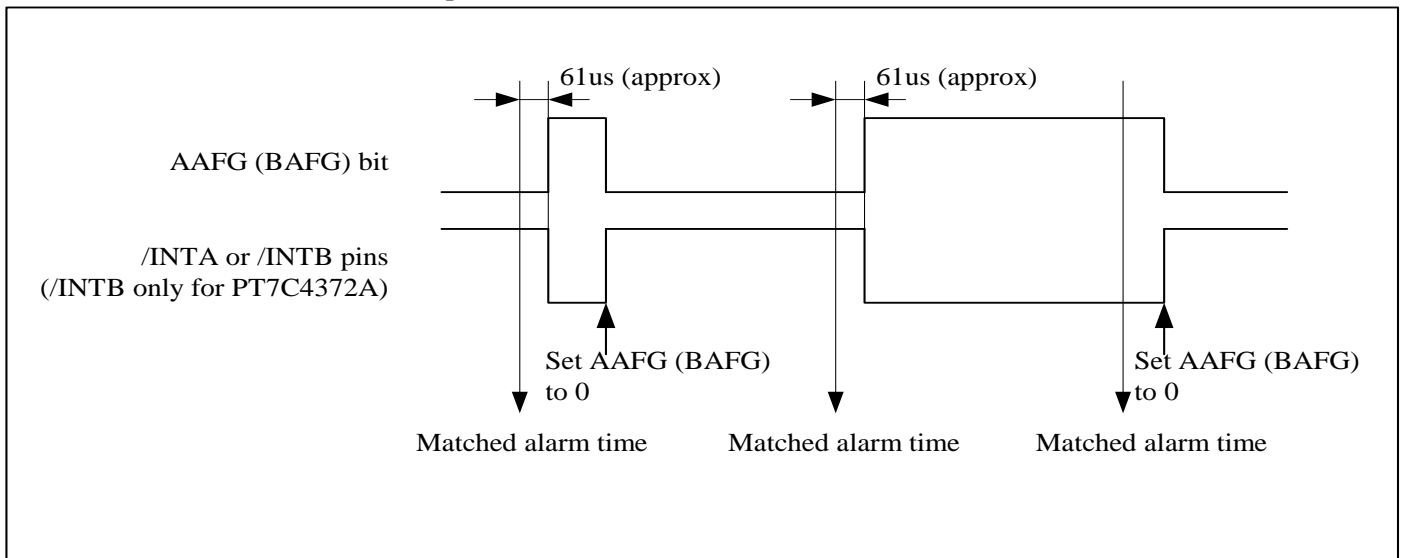 61us (approx)
61us (approx)
AAFG (BAFG) bit
/INTA or /INTB pins
(/INTB only for PT7C4372A)
Set AAFG (BAFG)
to 0
Set AAFG (BAFG)
to 0
Matched alarm time
Matched alarm time
Matched alarm time